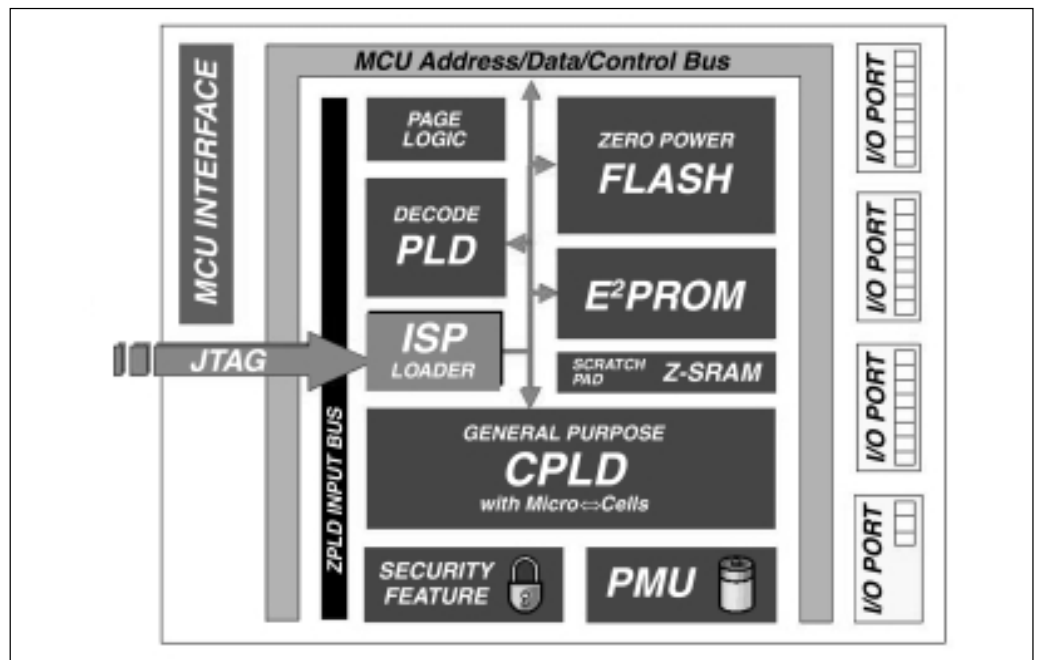 MCU Address/Data/Control Bus
MCU INTERFACE
JTAG
ZPLD INPUT BUS
PAGE
LOGIC
DECODE
PLD
ISP
LOADER
ZERO POWER
FLASH
E²PROM
SCRATCH
PAD
Z-SRAM
GENERAL PURPOSE
CPLD
with Micro⇔Cells
SECURITY
FEATURE
PMU
I/O PORT
I/O PORT
I/O PORT
I/O PORT